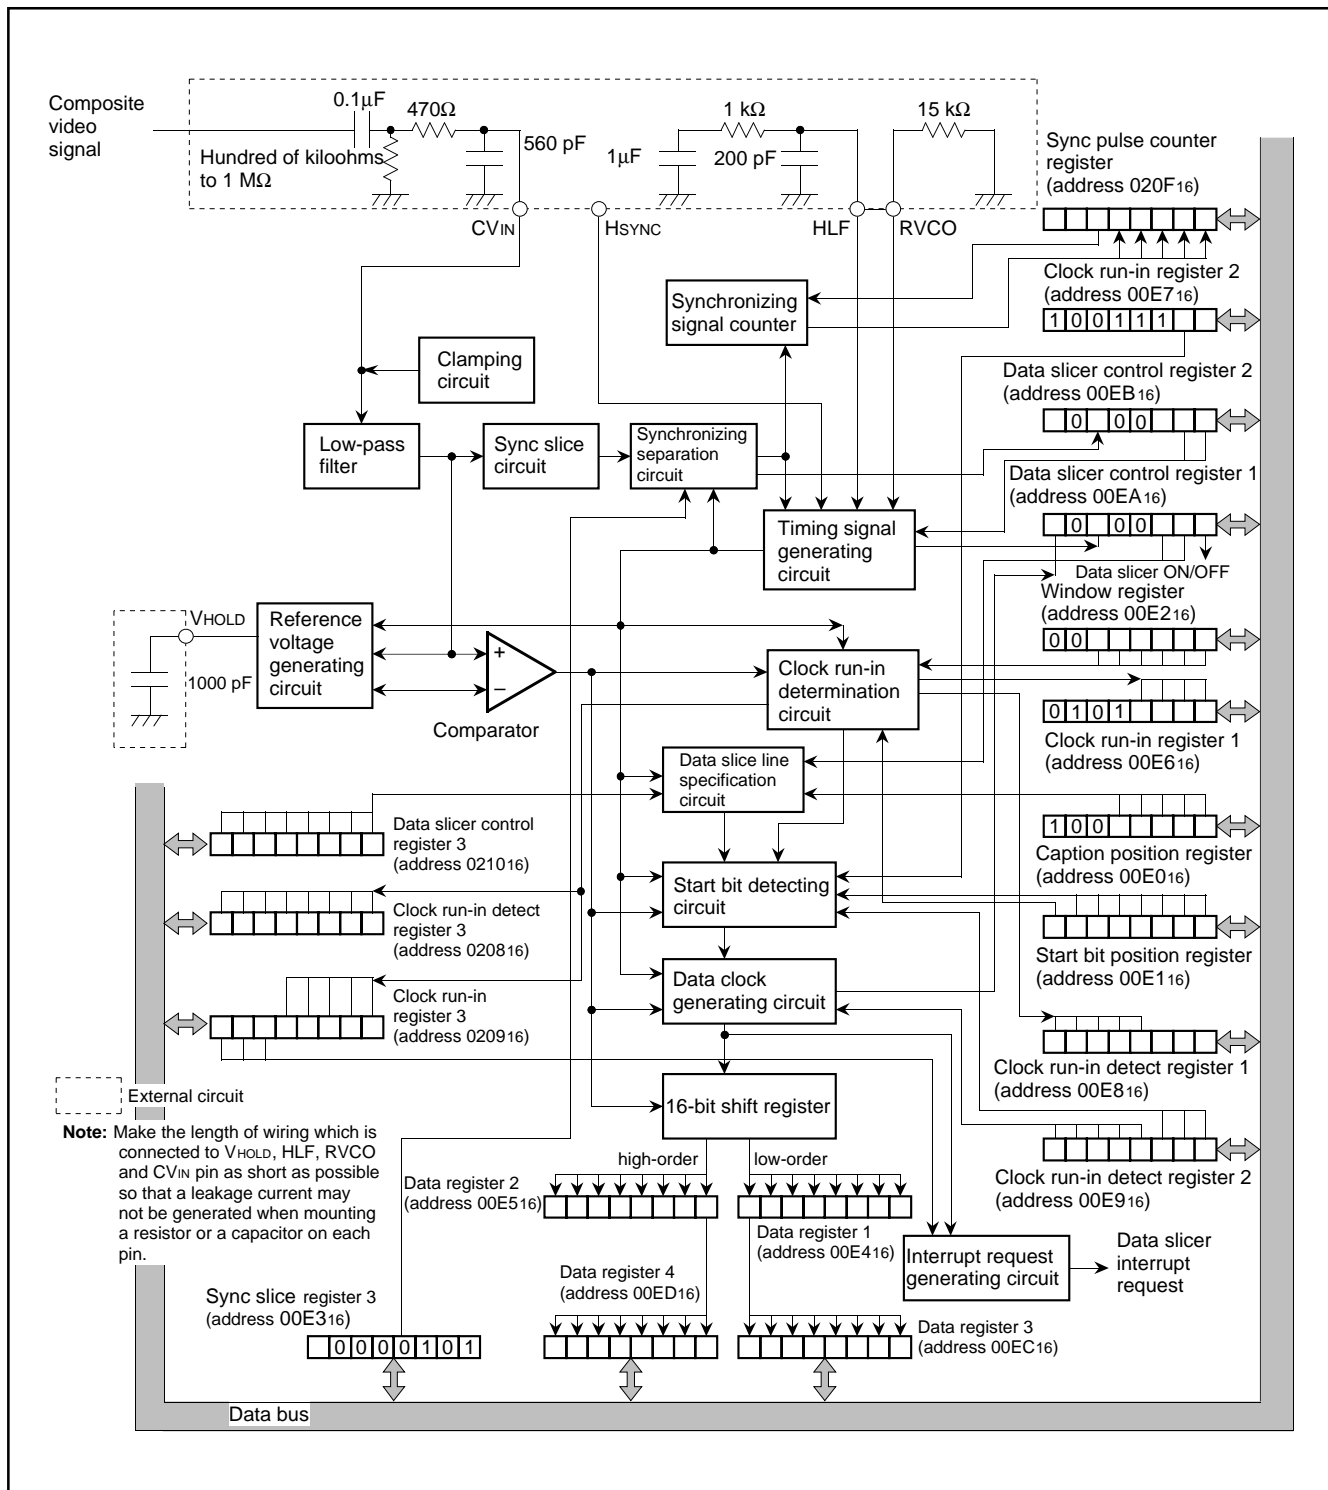 Composite
video
signal
0.1µF
470Ω
Hundred of kiloohms
to 1 MΩ
560 pF
1µF
1 kΩ
200 pF
15 kΩ
CVIN
HSYNC
HLF
RVCO
Sync pulse counter
register
(address 020F16)
Synchronizing
signal counter
Clock run-in register 2
(address 00E716)
1 0 0 1 1 1
Clamping
circuit
Data slicer control register 2
(address 00EB16)
0 0 0
Low-pass
filter
Sync slice
circuit
Synchronizing
separation
circuit
Data slicer control register 1
(address 00EA16)
0 0 0
Timing signal
generating
circuit
Data slicer ON/OFF
Window register
(address 00E216)
0 0
VHOLD
1000 pF
Reference
voltage
generating
circuit
+
−
Comparator
Clock run-in
determination
circuit
0 1 0 1
Clock run-in register 1
(address 00E616)
Data slice line
specification
circuit
1 0 0
Caption position register
(address 00E016)
Data slicer control
register 3
(address 021016)
Start bit detecting
circuit
Clock run-in detect
register 3
(address 020816)
Start bit position register
(address 00E116)
Data clock
generating circuit
Clock run-in
register 3
(address 020916)
Clock run-in detect register 1
(address 00E816)
External circuit
16-bit shift register
Note: Make the length of wiring which is
connected to VHOLD, HLF, RVCO
and CVIN pin as short as possible
so that a leakage current may
not be generated when mounting
a resistor or a capacitor on each
pin.
high-order
low-order
Clock run-in detect register 2
(address 00E916)
Data register 2
(address 00E516)
Data register 1
(address 00E416)
Interrupt request
generating circuit
Data slicer
interrupt
request
Data register 4
(address 00ED16)
Sync slice register 3
(address 00E316)
0 0 0 0 1 0 1
Data register 3
(address 00EC16)
Data bus